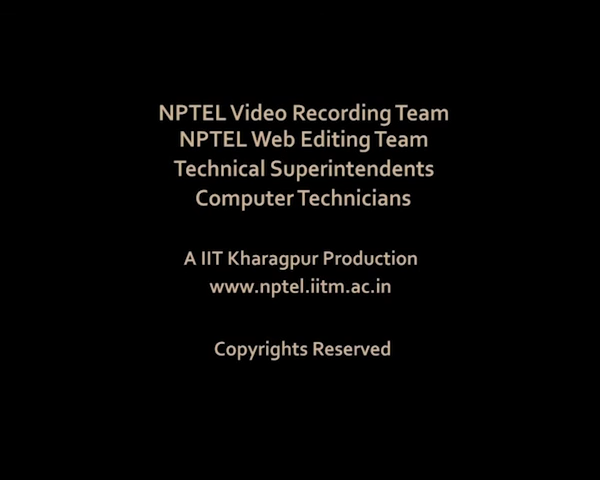 NPTEL Video Recording Team
NPTEL Web Editing Team
Technical Superintendents
Computer Technicians
A IIT Kharagpur Production
www.nptel.iitm.ac.in
Copyrights Reserved